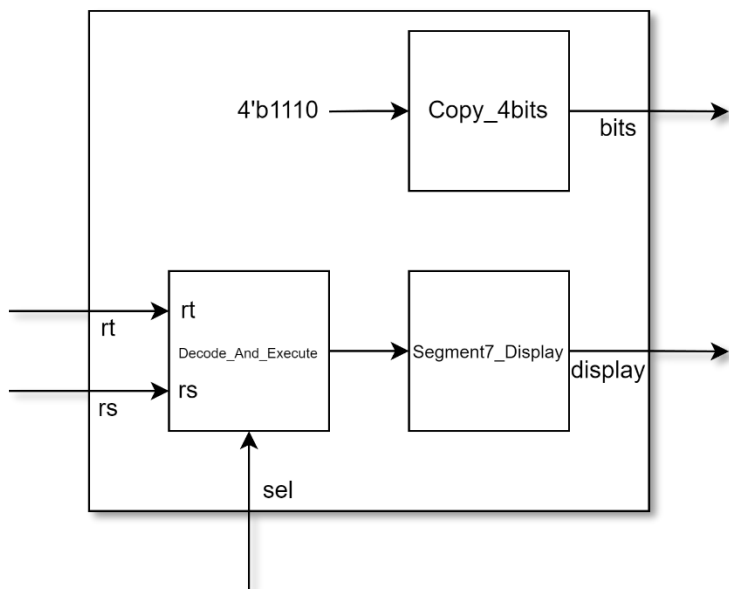 4'b1110
Copy_4bits
bits
rt
rt
Decode_And_Execute
Segment7_Display
display
rs
rs
sel